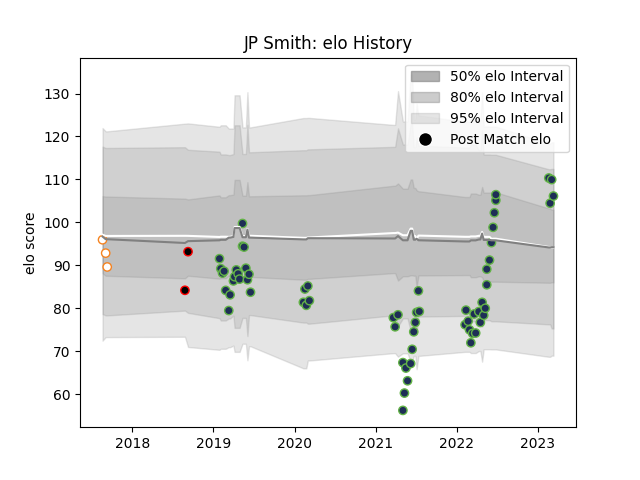 JP Smith: elo History
50% elo Interval
80% elo Interval
95% elo Interval
Post Match elo
elo score
130
120
110
100
90
80
70
60
2018
2019
2020
2021
2022
2023